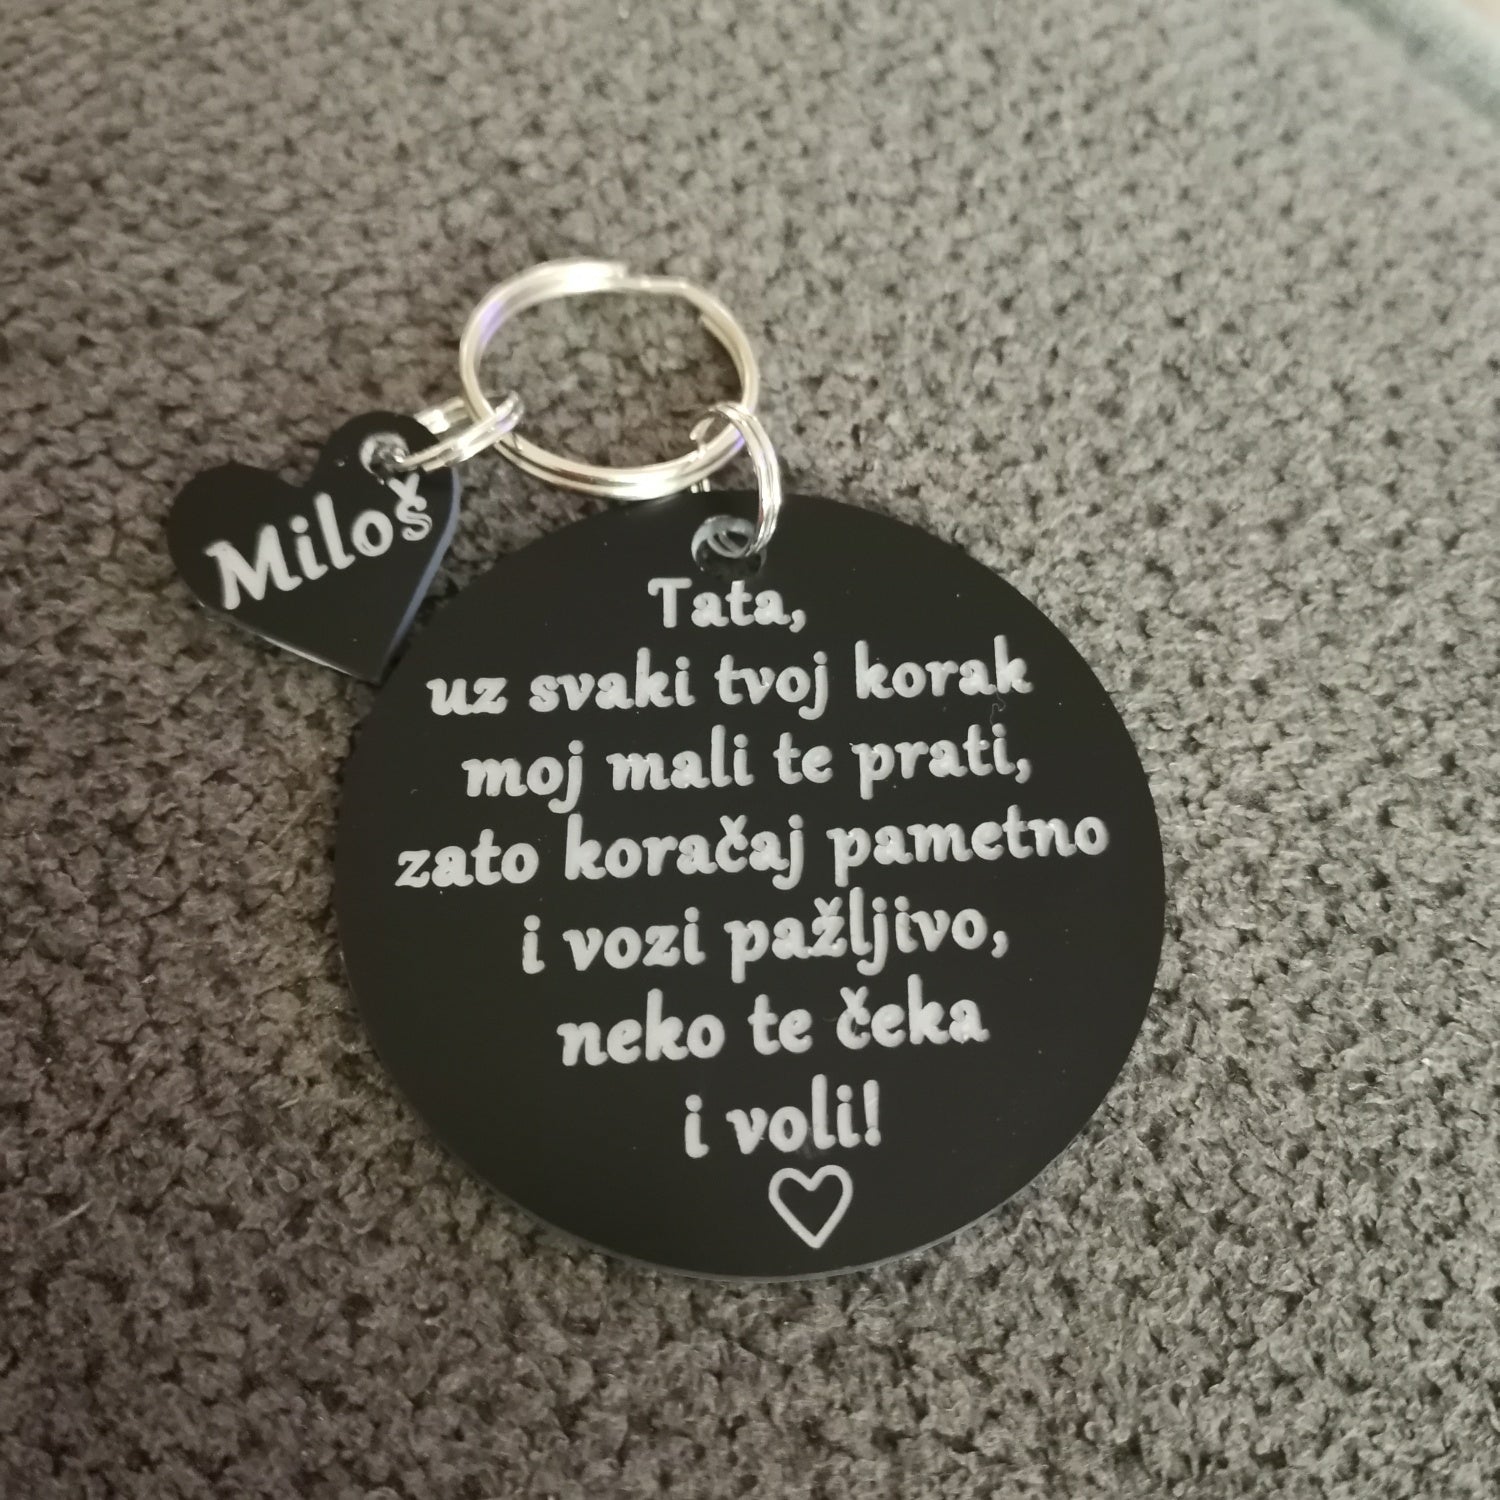 Miloš
Tata,
uz svaki tvoj korak
moj mali te prati,
zato koračaj pametno
i vozi pažljivo,
neko te čeka
i voli!